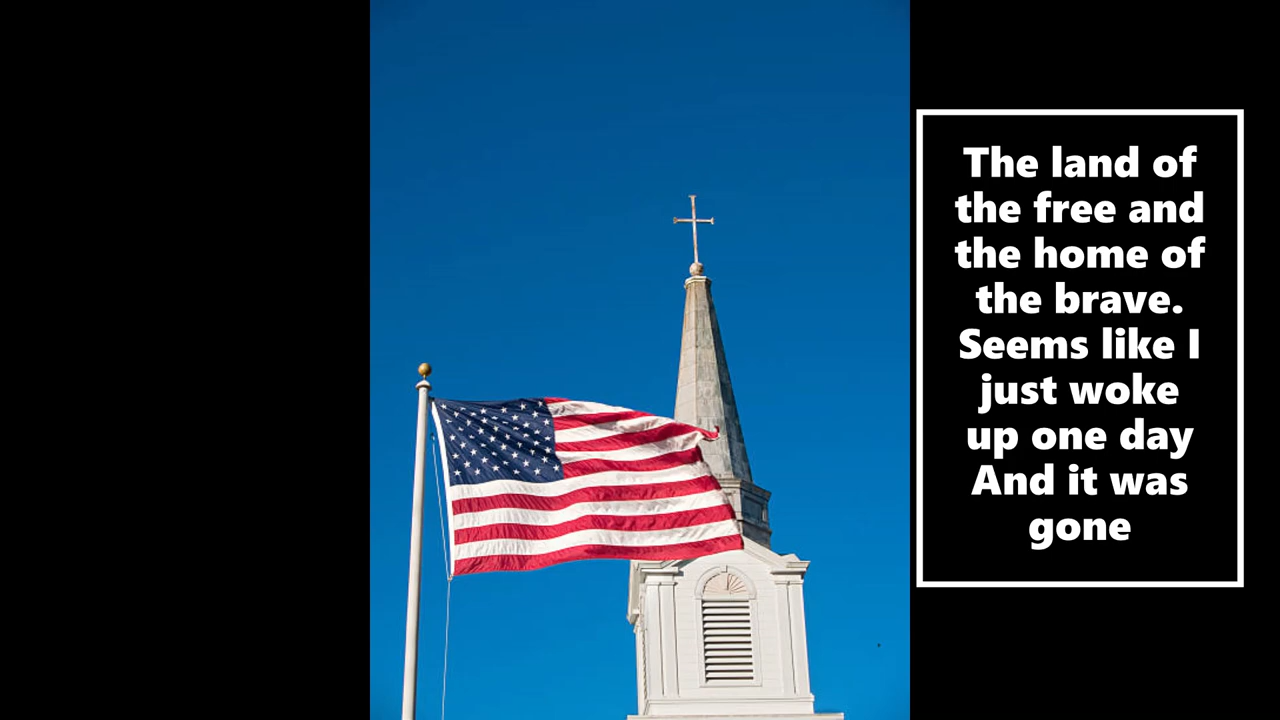 The land of
the free and
the home of
the brave.
Seems like I
just woke
up one day
And it was
gone